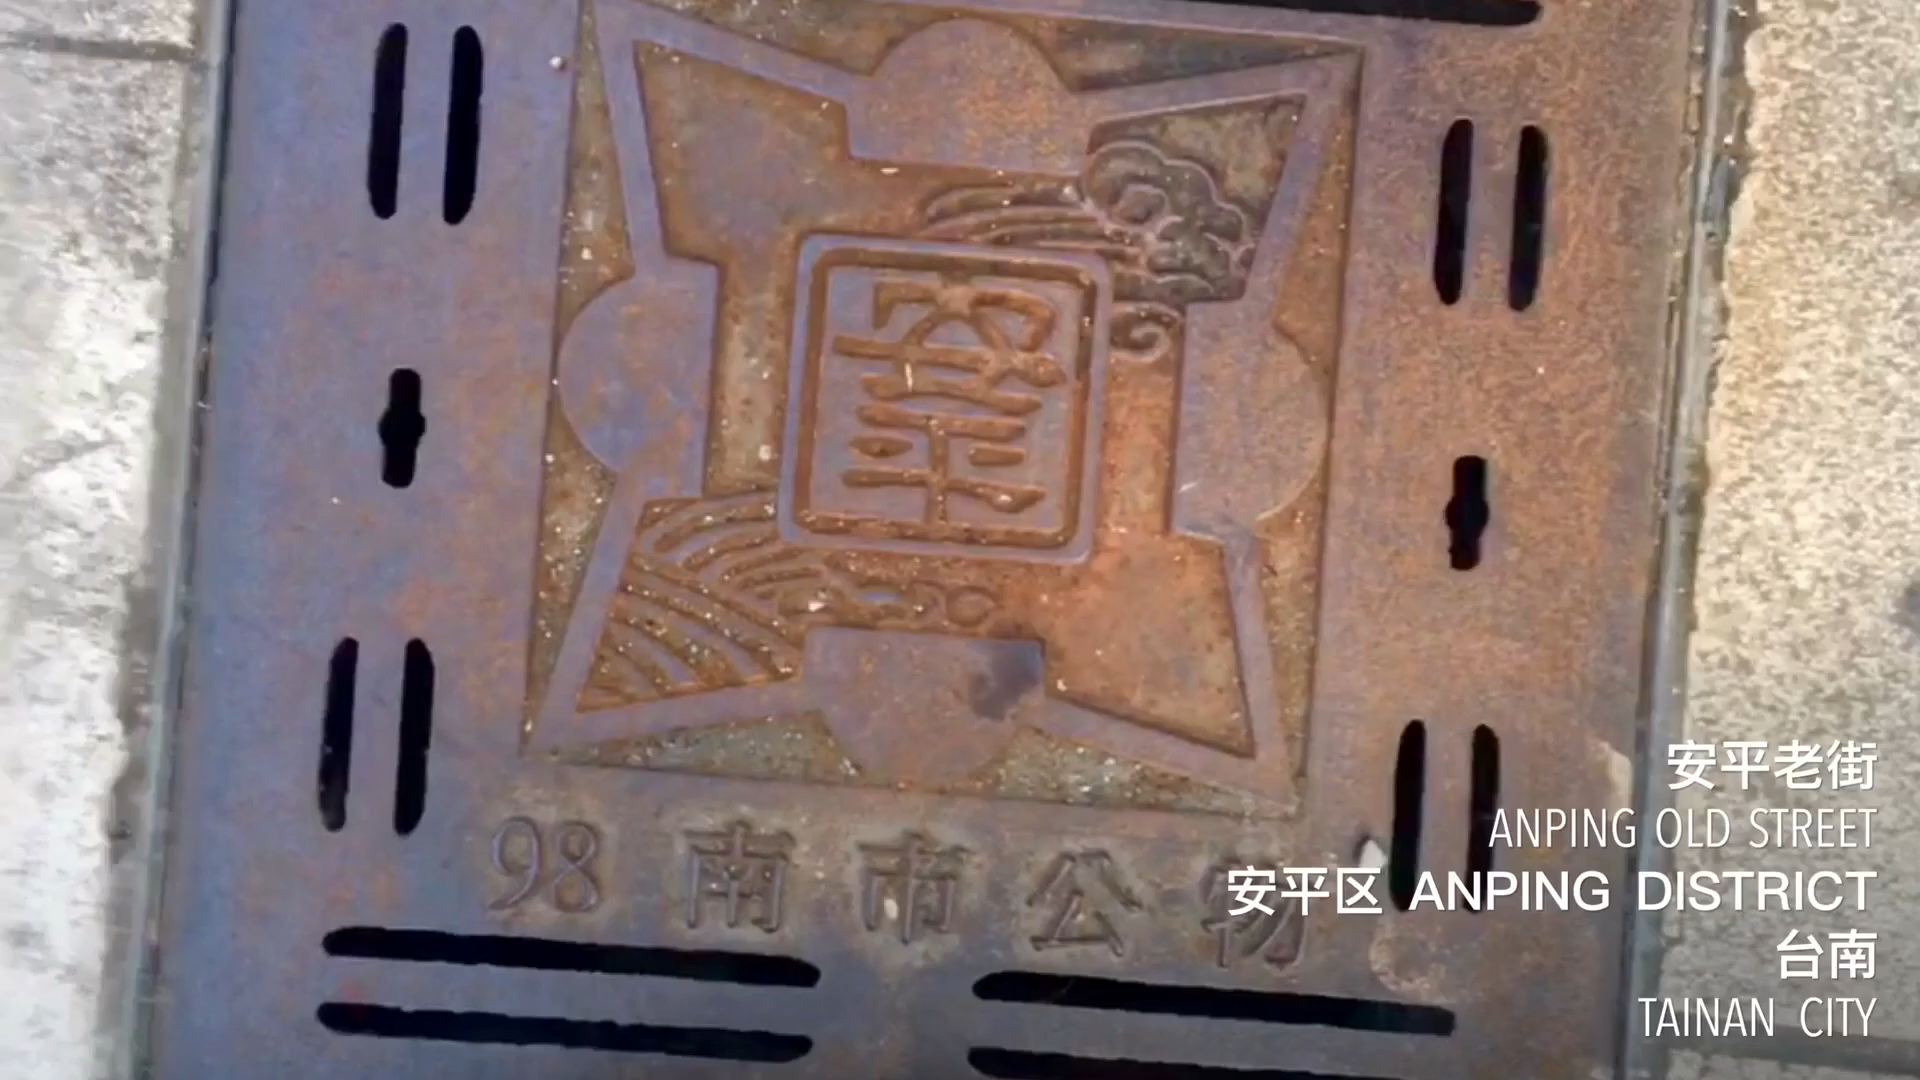 安平
98 南市公物
安平老街
ANPING OLD STREET
安平区 ANPING DISTRICT
台南
TAINAN CITY